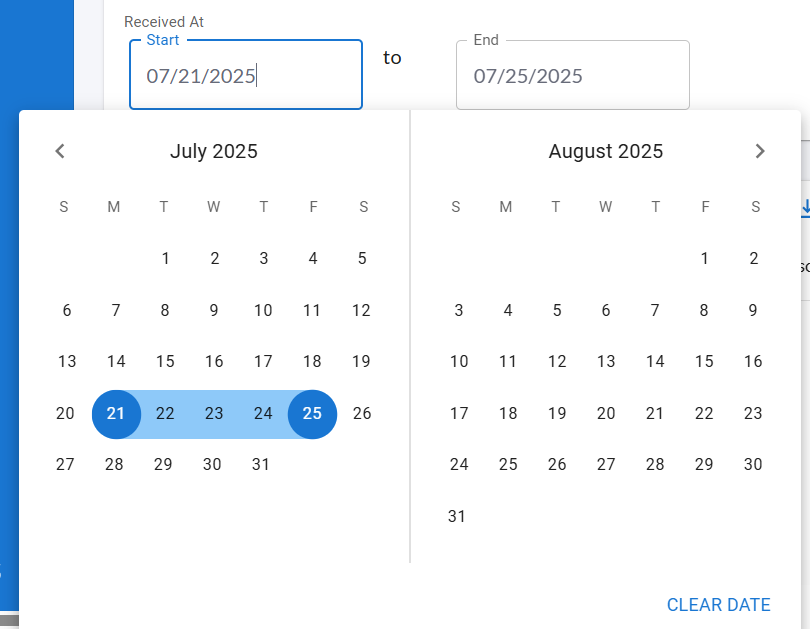 Received At
Start
07/21/2025
to
End
07/25/2025
July 2025
S M T W T F S
1 2 3 4 5
6 7 8 9 10 11 12
13 14 15 16 17 18 19
20 21 22 23 24 25 26
27 28 29 30 31
August 2025
S M T W T F S
1 2
3 4 5 6 7 8 9
10 11 12 13 14 15 16
17 18 19 20 21 22 23
24 25 26 27 28 29 30
31
CLEAR DATE